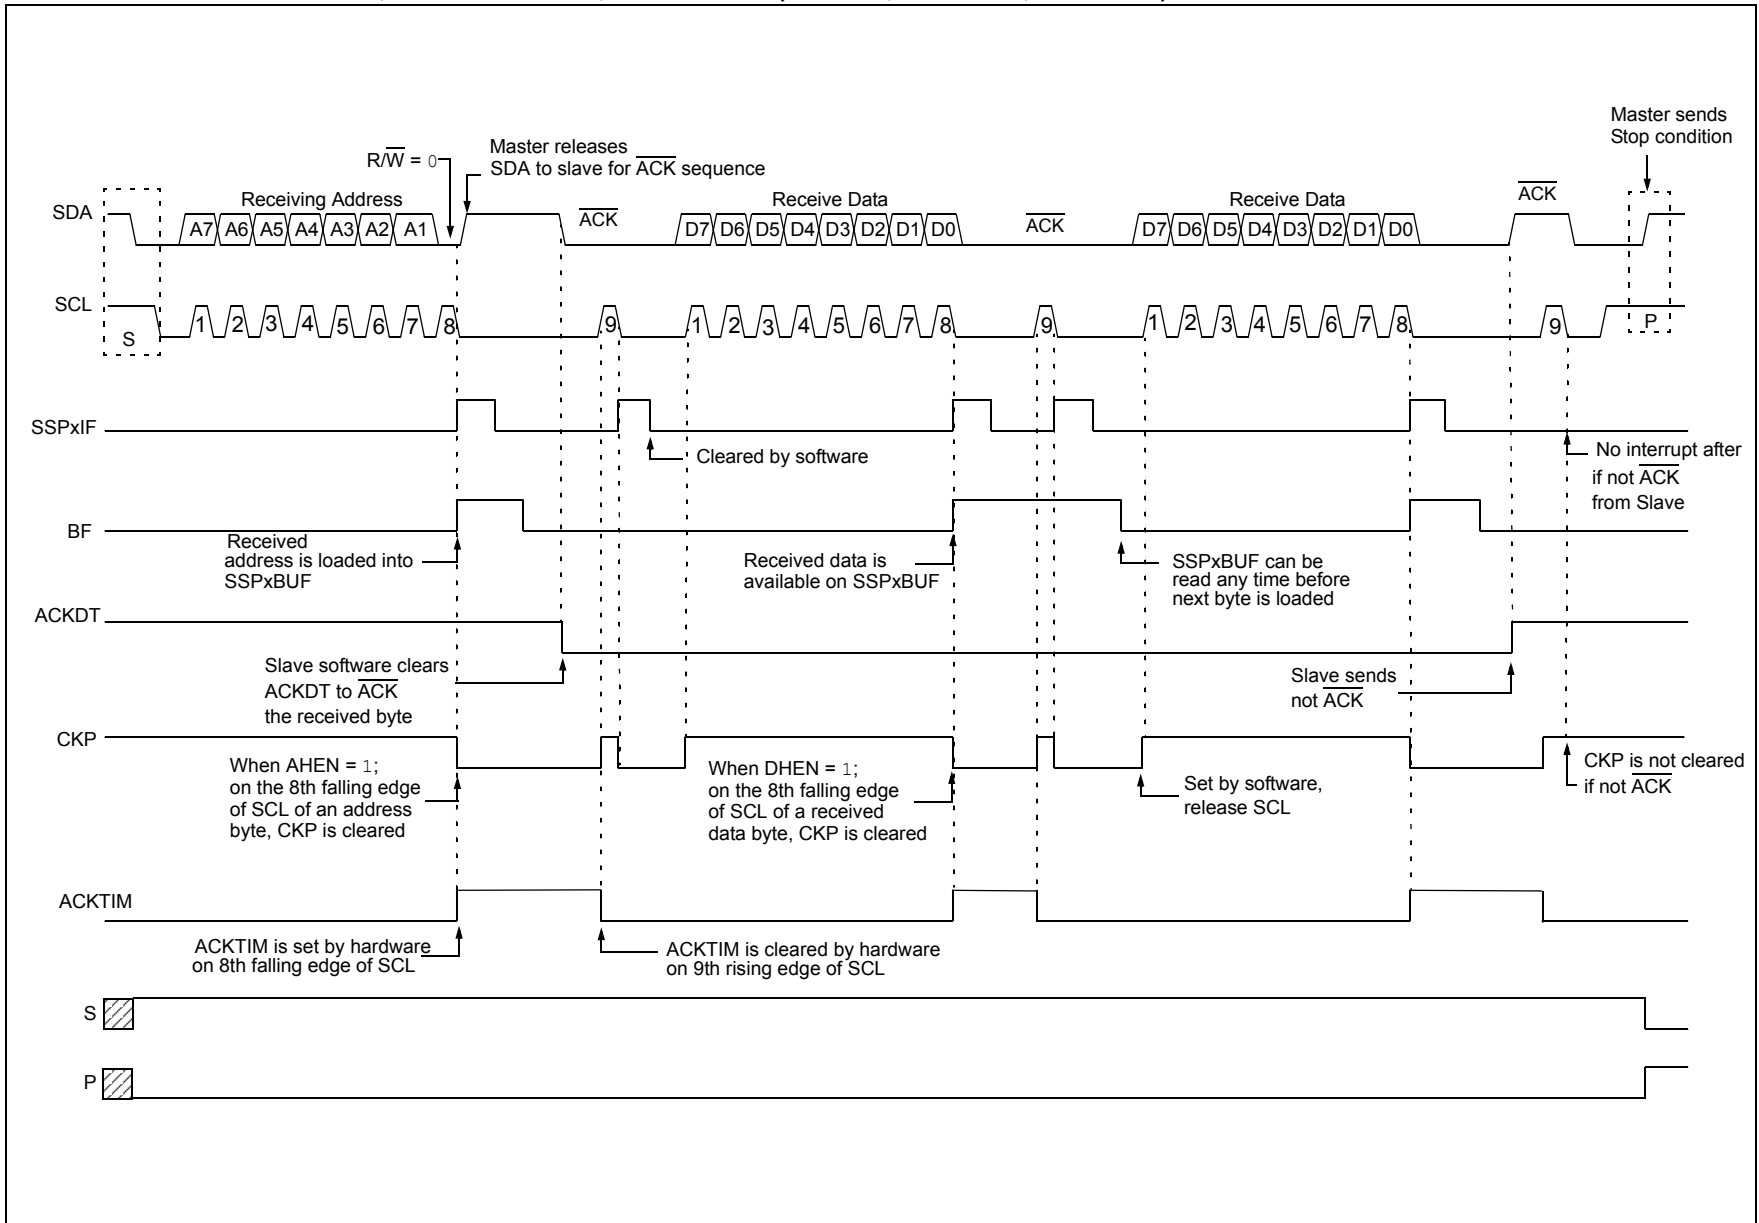 Master sends
Stop condition
R/W = 0
Master releases
SDA to slave for ACK sequence
Receiving Address
Receive Data
Receive Data
ACK
SDA
A7 A6 A5 A4 A3 A2 A1
ACK
D7 D6 D5 D4 D3 D2 D1 D0
ACK
D7 D6 D5 D4 D3 D2 D1 D0
SCL
S
1 2 3 4 5 6 7 8 9 1 2 3 4 5 6 7 8 9 1 2 3 4 5 6 7 8 9
P
SSPxIF
Cleared by software
No interrupt after
if not ACK
from Slave
BF
Received
address is loaded into
SSPxBUF
Received data is
available on SSPxBUF
SSPxBUF can be
read any time before
next byte is loaded
ACKDT
Slave software clears
ACKDT to ACK
the received byte
Slave sends
not ACK
CKP
When AHEN = 1;
on the 8th falling edge
of SCL of an address
byte, CKP is cleared
When DHEN = 1;
on the 8th falling edge
of SCL of a received
data byte, CKP is cleared
Set by software,
release SCL
CKP is not cleared
if not ACK
ACKTIM
ACKTIM is set by hardware
on 8th falling edge of SCL
ACKTIM is cleared by hardware
on 9th rising edge of SCL
S
P